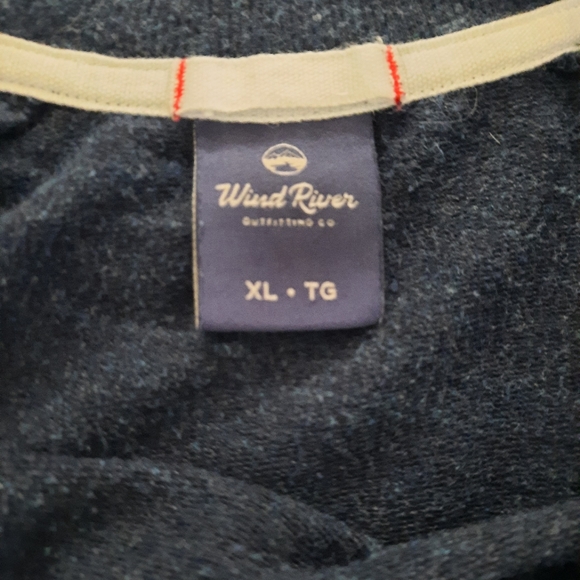 Wind River
OUTFITTING CO.
XL • TG